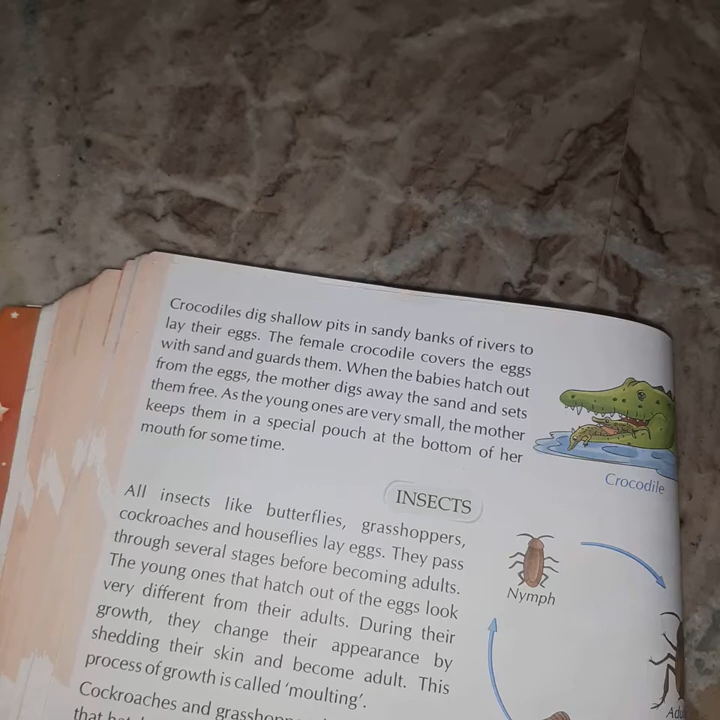 Crocodiles dig shallow pits in sandy banks of rivers to
lay their eggs. The female crocodile covers the eggs
with sand and guards them. When the babies hatch out
from the eggs, the mother digs away the sand and sets
them free. As the young ones are very small, the mother
keeps them in a special pouch at the bottom of her
mouth for some time.
Crocodile
INSECTS
All insects like butterflies, grasshoppers,
cockroaches and houseflies lay eggs. They pass
through several stages before becoming adults.
The young ones that hatch out of the eggs look
very different from their adults. During their
growth, they change their appearance by
shedding their skin and become adult. This
process of growth is called ‘moulting’.
Nymph
Cockroaches and